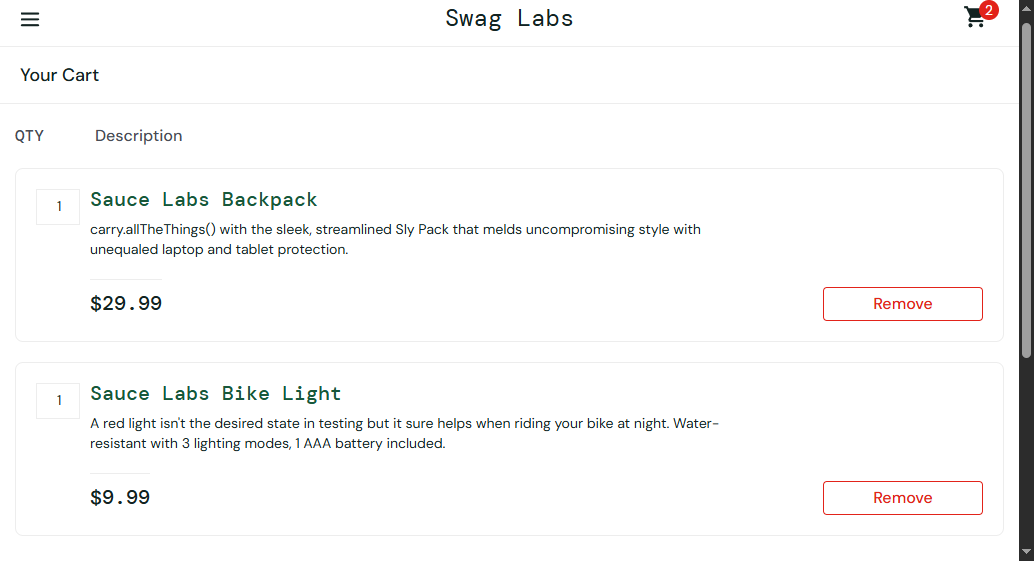 Swag Labs
2
Your Cart
QTY Description
1
Sauce Labs Backpack
carry.allTheThings() with the sleek, streamlined Sly Pack that melds uncompromising style with
unequaled laptop and tablet protection.
$29.99
Remove
1
Sauce Labs Bike Light
A red light isn't the desired state in testing but it sure helps when riding your bike at night. Water-
resistant with 3 lighting modes, 1 AAA battery included.
$9.99
Remove